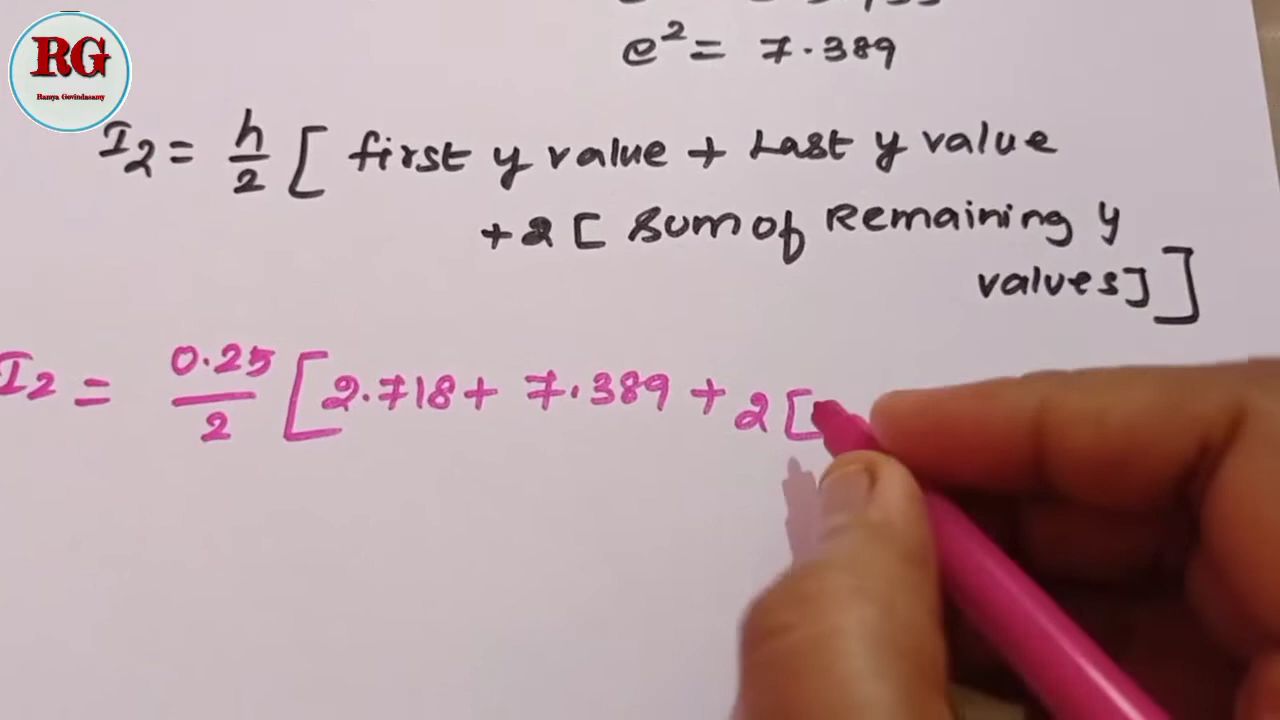 RG
Ramya Govindasamy
e² = 7.389
I₂ = h/2 [ first y value + Last y value
+ 2 [ Sum of Remaining y
values ] ]
I₂ = 0.25/2 [ 2.718 + 7.389 + 2 [